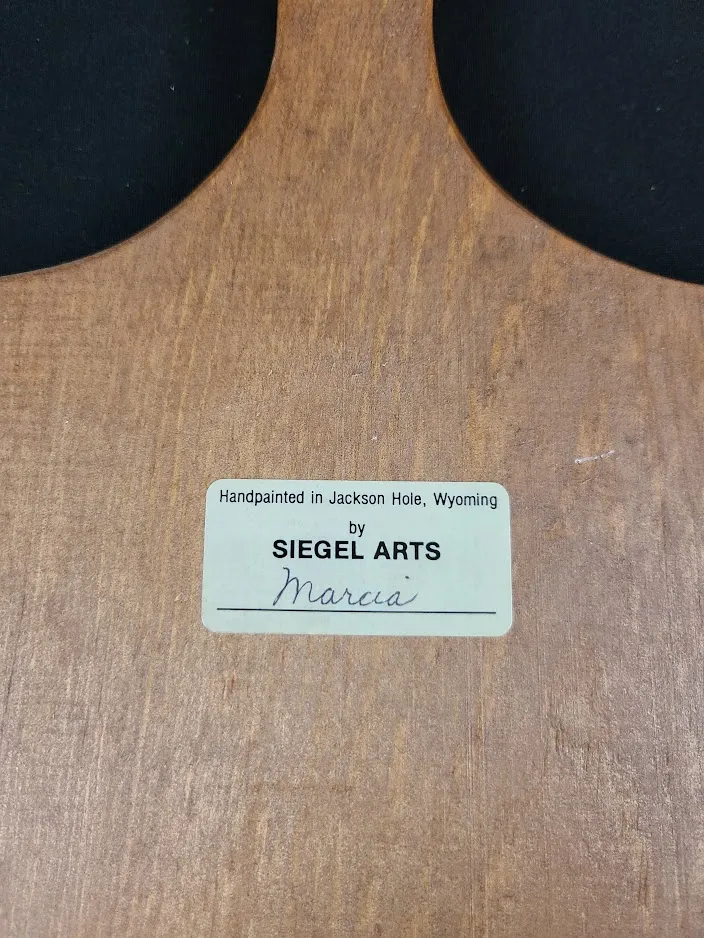 Handpainted in Jackson Hole, Wyoming
by
SIEGEL ARTS
Marcia